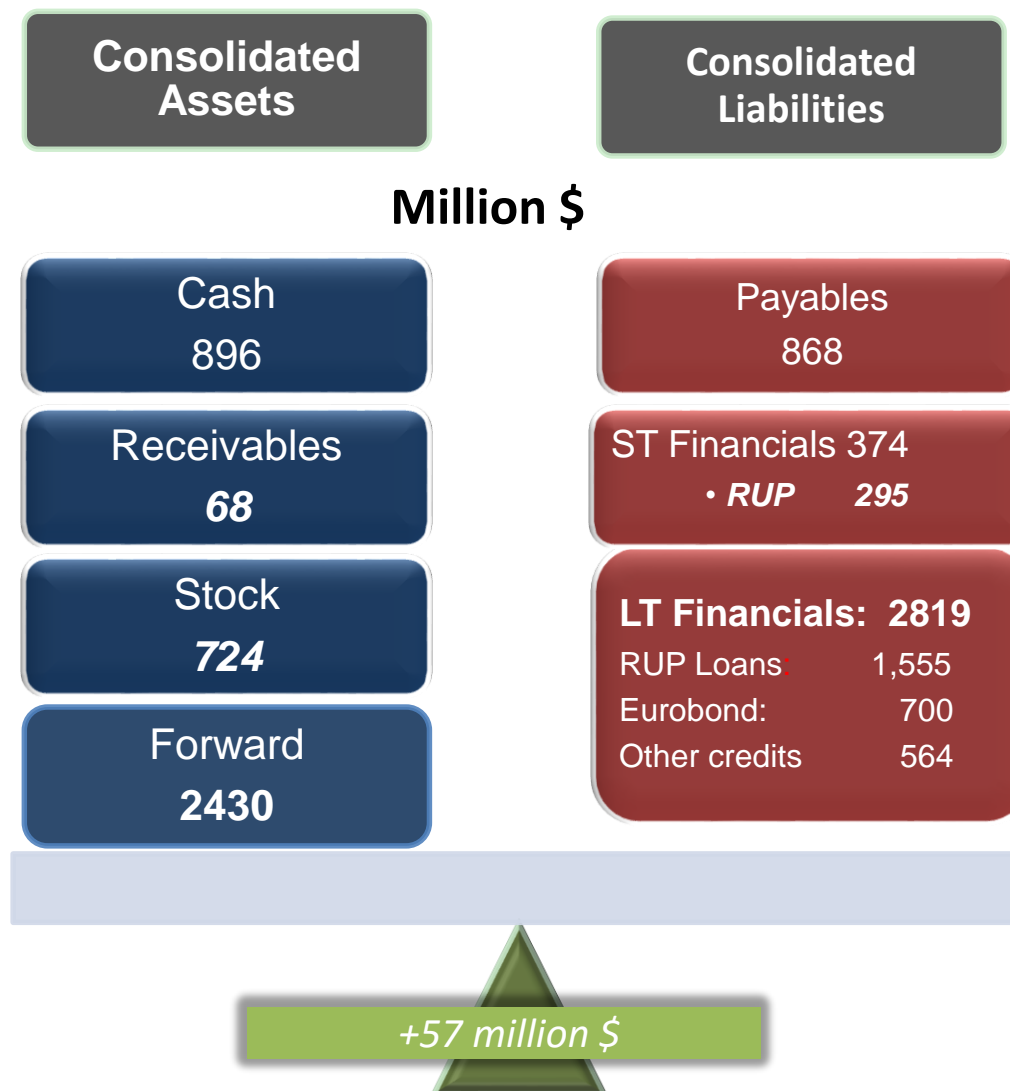 Consolidated
Assets
Consolidated
Liabilities
Million $
Cash
896
Receivables
68
Stock
724
Forward
2430
Payables
868
ST Financials 374
• RUP 295
LT Financials: 2819
RUP Loans: 1,555
Eurobond: 700
Other credits 564
+57 million $